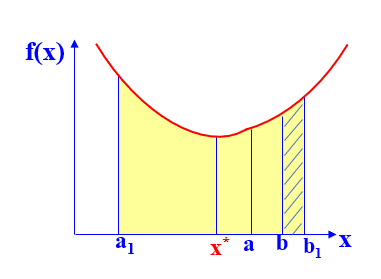 f(x)
a₁ x* a b b₁ x